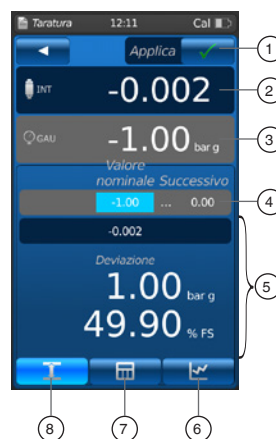 Taratura 12:11 Cal
Applica 1
INT -0.002 2
GAU -1.00 bar g 3
Valore
nominale Successivo
-1.00 ... 0.00 4
-0.002
Deviazione
1.00 bar g
49.90 % FS
5
8 7 6